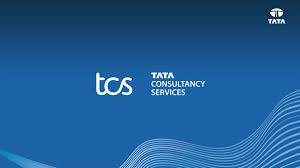 TATA
tcs
TATA
CONSULTANCY
SERVICES